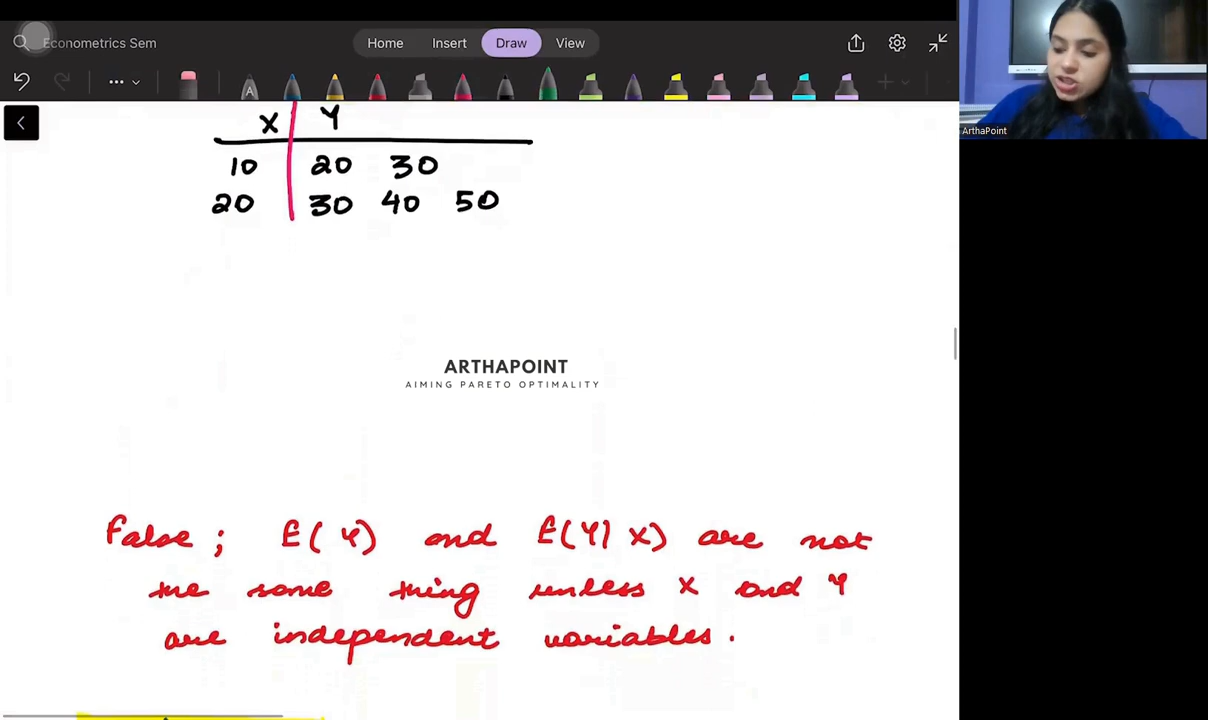 Econometrics Sem
Home Insert Draw View
ArthaPoint
X Y
10 20 30
20 30 40 50
ARTHAPOINT
AIMING PARETO OPTIMALITY
False; E(Y) and E(Y|X) are not
the same thing unless X and Y
are independent variables.